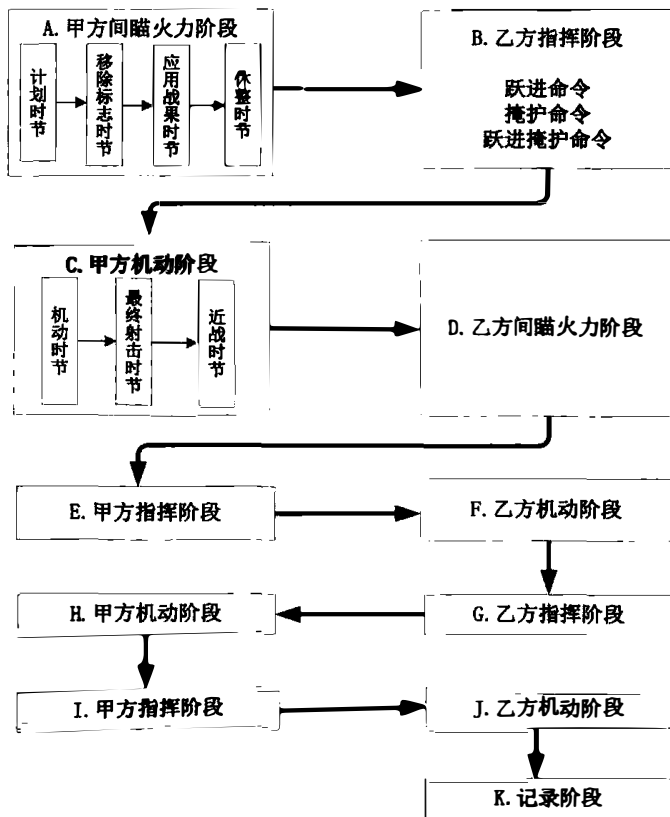 A. 甲方间瞄火力阶段
计划时节
移除标志时节
应用战果时节
休整时节
B. 乙方指挥阶段
跃进命令
掩护命令
跃进掩护命令
C. 甲方机动阶段
机动时节
最终射击时节
近战时节
D. 乙方间瞄火力阶段
E. 甲方指挥阶段
F. 乙方机动阶段
H. 甲方机动阶段
G. 乙方指挥阶段
I. 甲方指挥阶段
J. 乙方机动阶段
K. 记录阶段